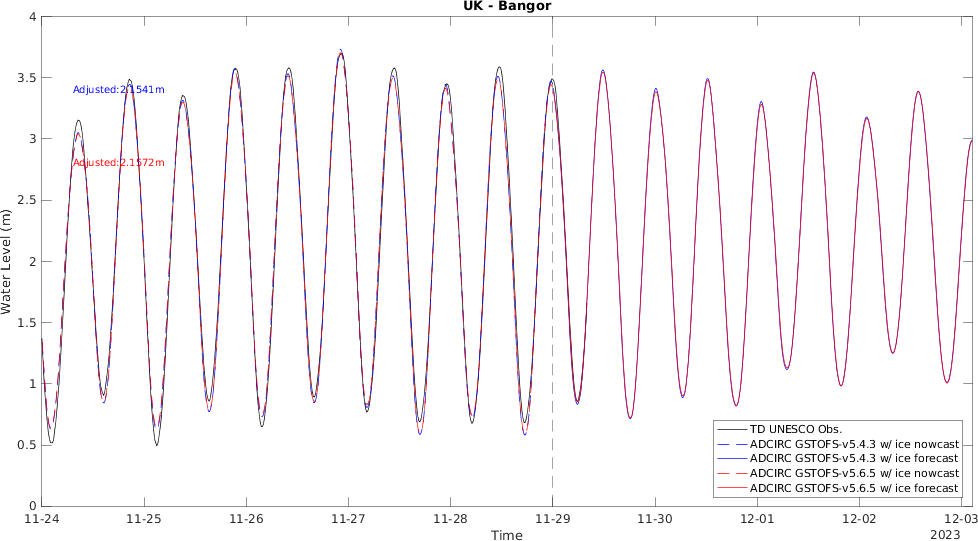 UK - Bangor
4
3.5
3
2.5
2
1.5
1
0.5
0
Water Level (m)
Adjusted:2.1541m
Adjusted:2.1572m
TD UNESCO Obs.
ADCIRC GSTOFS-v5.4.3 w/ ice nowcast
ADCIRC GSTOFS-v5.4.3 w/ ice forecast
ADCIRC GSTOFS-v5.6.5 w/ ice nowcast
ADCIRC GSTOFS-v5.6.5 w/ ice forecast
11-24 11-25 11-26 11-27 11-28 11-29 11-30 12-01 12-02 12-03
Time
2023